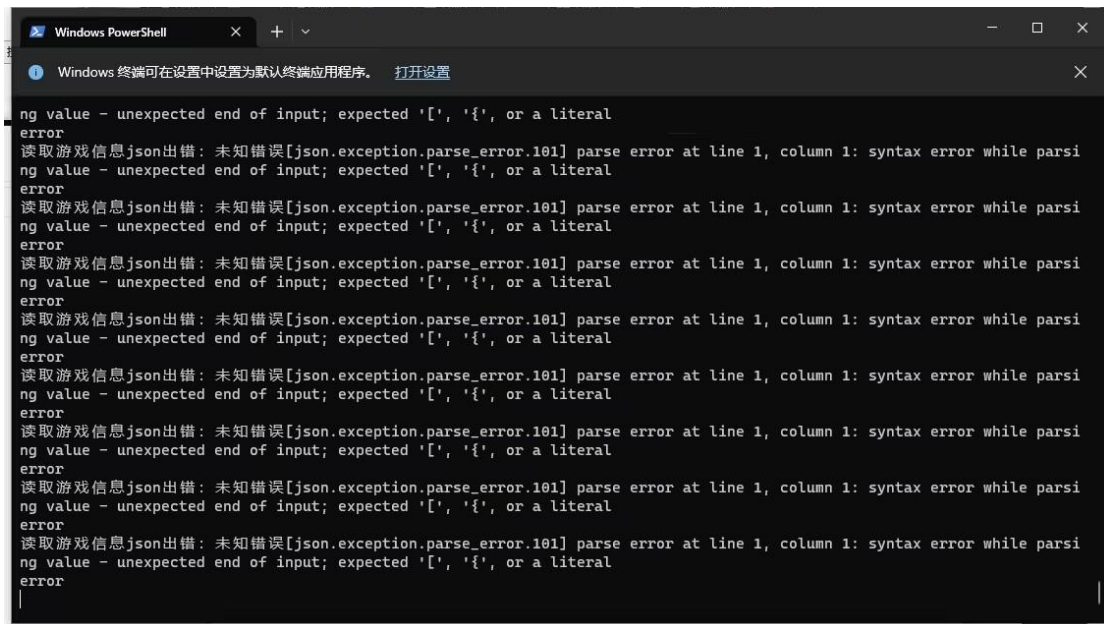 Windows PowerShell
Windows 终端可在设置中设置为默认终端应用程序。 打开设置
ng value - unexpected end of input; expected '[', '{', or a literal
error
读取游戏信息json出错: 未知错误[json.exception.parse_error.101] parse error at line 1, column 1: syntax error while parsi
ng value - unexpected end of input; expected '[', '{', or a literal
error
读取游戏信息json出错: 未知错误[json.exception.parse_error.101] parse error at line 1, column 1: syntax error while parsi
ng value - unexpected end of input; expected '[', '{', or a literal
error
读取游戏信息json出错: 未知错误[json.exception.parse_error.101] parse error at line 1, column 1: syntax error while parsi
ng value - unexpected end of input; expected '[', '{', or a literal
error
读取游戏信息json出错: 未知错误[json.exception.parse_error.101] parse error at line 1, column 1: syntax error while parsi
ng value - unexpected end of input; expected '[', '{', or a literal
error
读取游戏信息json出错: 未知错误[json.exception.parse_error.101] parse error at line 1, column 1: syntax error while parsi
ng value - unexpected end of input; expected '[', '{', or a literal
error
读取游戏信息json出错: 未知错误[json.exception.parse_error.101] parse error at line 1, column 1: syntax error while parsi
ng value - unexpected end of input; expected '[', '{', or a literal
error
读取游戏信息json出错: 未知错误[json.exception.parse_error.101] parse error at line 1, column 1: syntax error while parsi
ng value - unexpected end of input; expected '[', '{', or a literal
error
读取游戏信息json出错: 未知错误[json.exception.parse_error.101] parse error at line 1, column 1: syntax error while parsi
ng value - unexpected end of input; expected '[', '{', or a literal
error